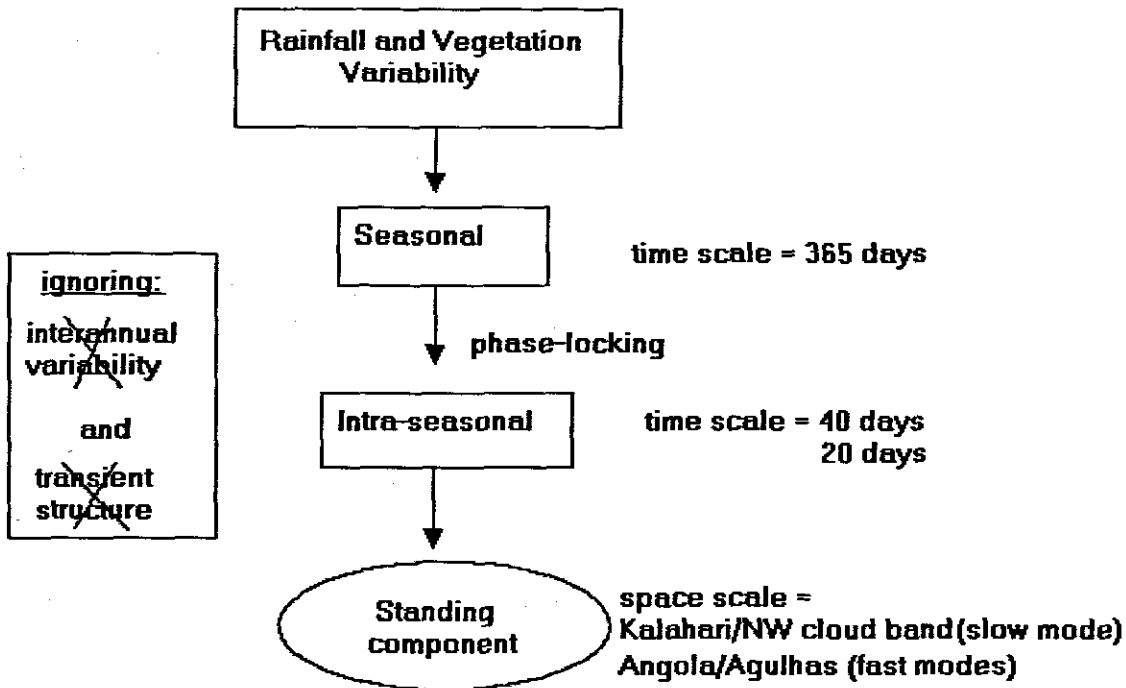 Rainfall and Vegetation
Variability
Seasonal
time scale = 365 days
ignoring:
interannual
variability
and
transient
structure
phase-locking
Intra-seasonal
time scale = 40 days
20 days
Standing
component
space scale =
Kalahari/NW cloud band (slow mode)
Angola/Agulhas (fast modes)